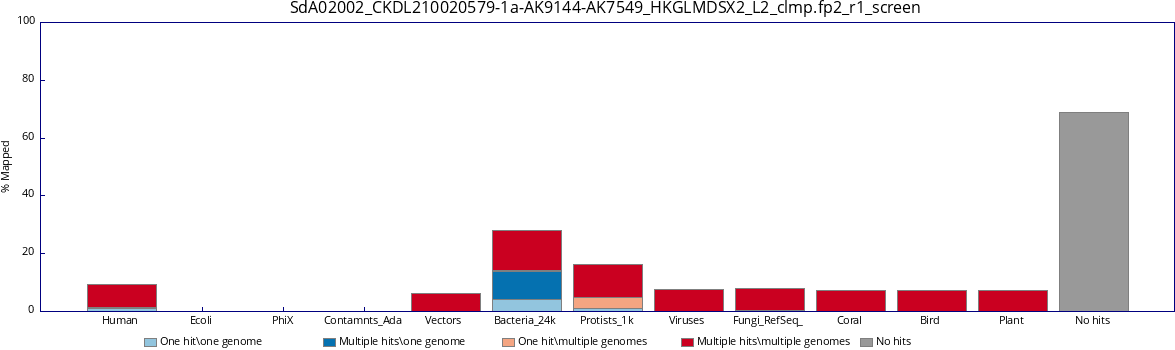 SdA02002_CKDL210020579-1a-AK9144-AK7549_HKGLMDSX2_L2_clmp.fp2_r1_screen
100
80
60
40
20
0
% Mapped
Human Ecoli PhiX Contamnts_Ada Vectors Bacteria_24k Protists_1k Viruses Fungi_RefSeq_ Coral Bird Plant No hits
One hit\one genome Multiple hits\one genome One hit\multiple genomes Multiple hits\multiple genomes No hits